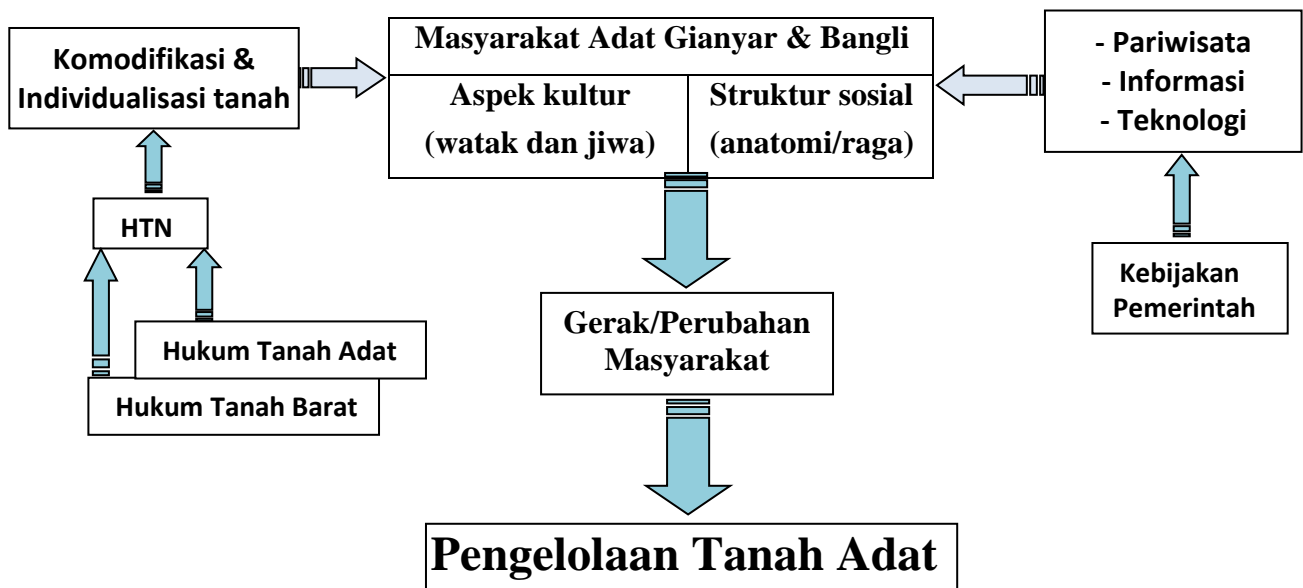 Komodifikasi &
Individualisasi tanah
HTN
Hukum Tanah Adat
Hukum Tanah Barat
Masyarakat Adat Gianyar & Bangli
Aspek kultur
(watak dan jiwa)
Struktur sosial
(anatomi/raga)
- Pariwisata
- Informasi
- Teknologi
Kebijakan
Pemerintah
Gerak/Perubahan
Masyarakat
Pengelolaan Tanah Adat